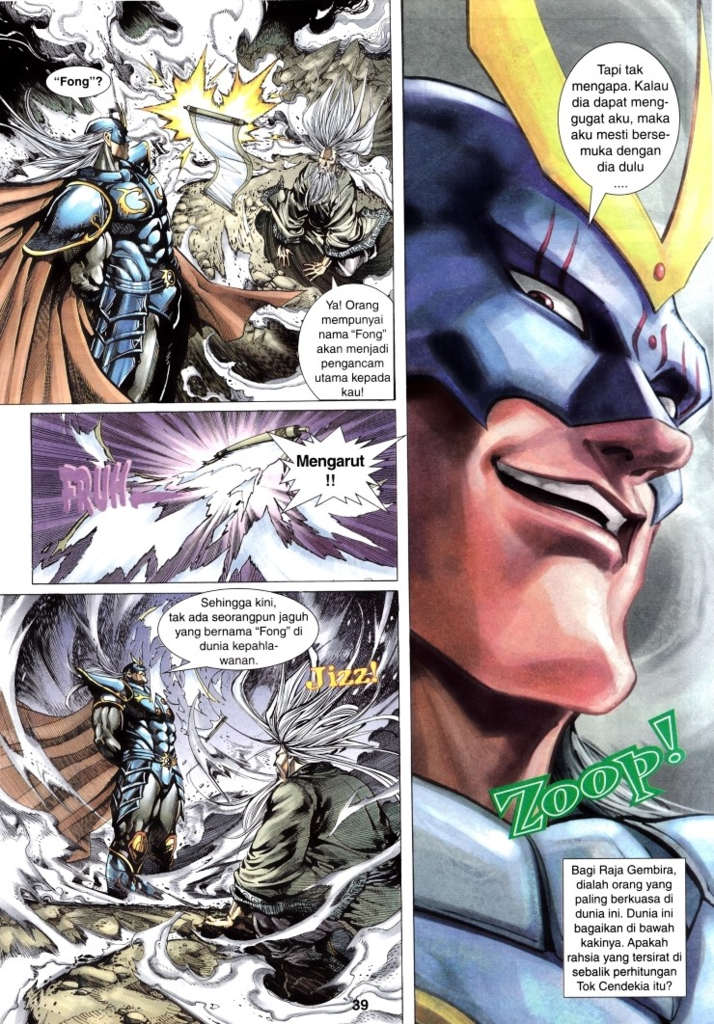 "Fong"?
Ya! Orang
mempunyai
nama "Fong"
akan menjadi
pengancam
utama kepada
kau!
FRUH!
Mengarut
!!
Sehingga kini,
tak ada seorangpun jaguh
yang bernama "Fong" di
dunia kepahla-
wanan.
Jizz!
39
Tapi tak
mengapa. Kalau
dia dapat meng-
gugat aku, maka
aku mesti berse-
muka dengan
dia dulu
....
Zoop!
Bagi Raja Gembira,
dialah orang yang
paling berkuasa di
dunia ini. Dunia ini
bagaikan di bawah
kakinya. Apakah
rahsia yang tersirat di
sebalik perhitungan
Tok Cendekia itu?